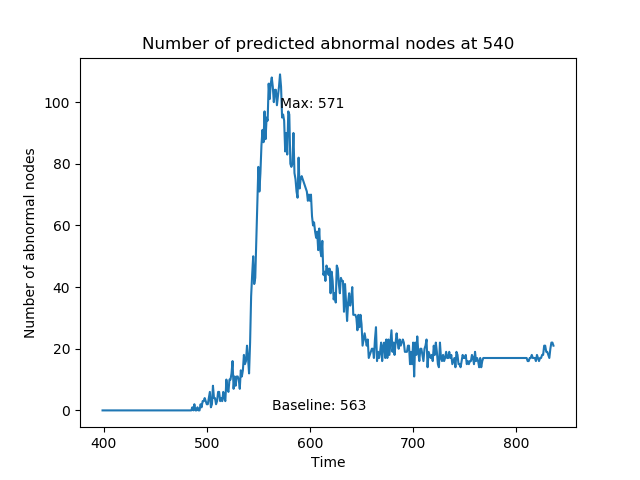 Number of predicted abnormal nodes at 540
Number of abnormal nodes
100
80
60
40
20
0
Max: 571
Baseline: 563
400 500 600 700 800
Time